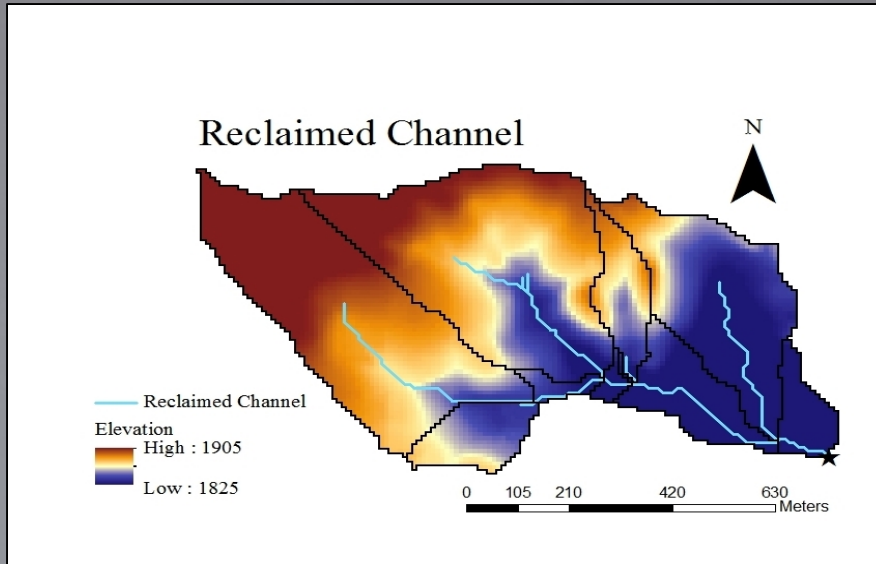 Reclaimed Channel
N
Reclaimed Channel
Elevation
High : 1905
Low : 1825
0 105 210 420 630
Meters